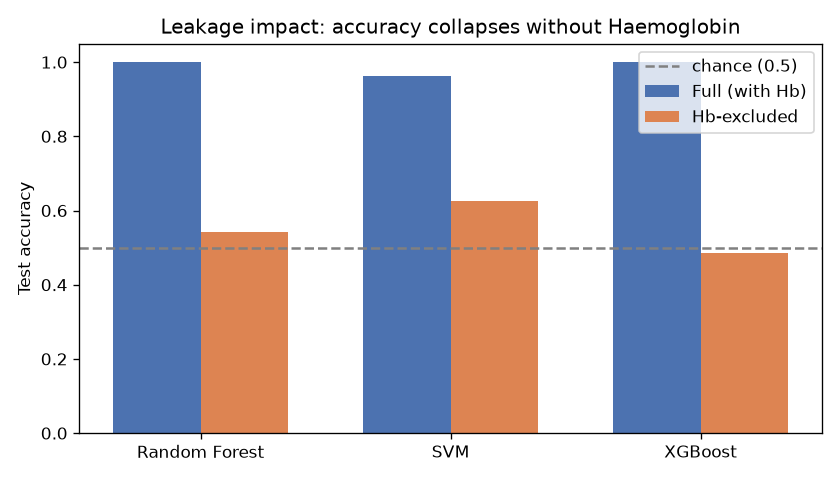 Leakage impact: accuracy collapses without Haemoglobin
chance (0.5)
Full (with Hb)
Hb-excluded
Test accuracy
1.0
0.8
0.6
0.4
0.2
0.0
Random Forest
SVM
XGBoost